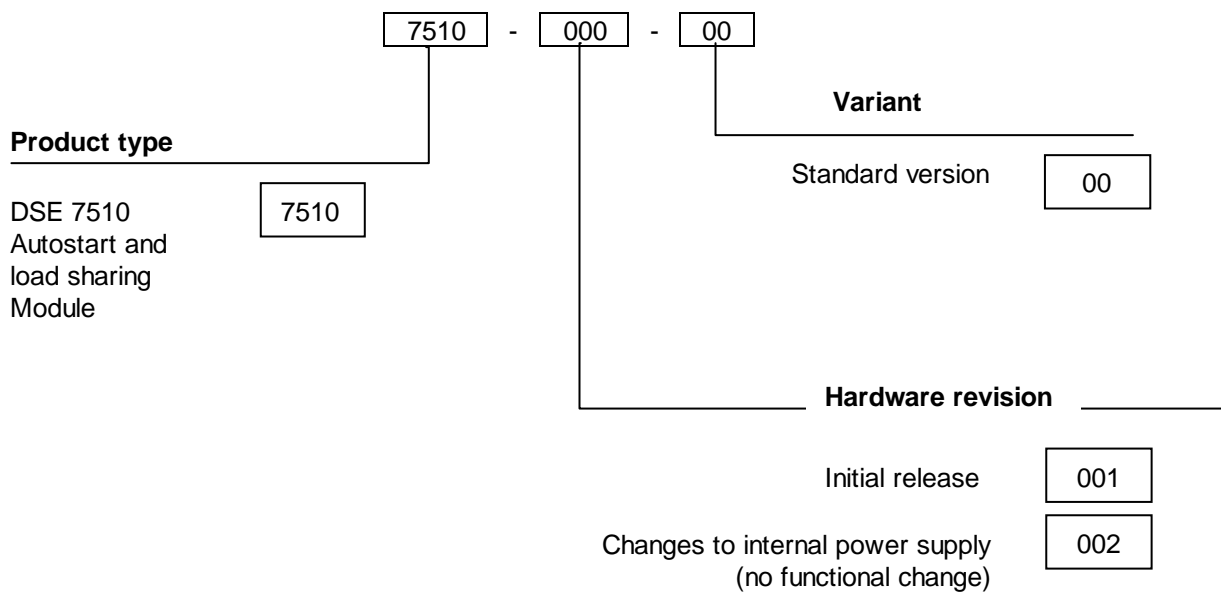 7510 - 000 - 00
Variant
Product type
Standard version 00
DSE 7510 7510
Autostart and
load sharing
Module
Hardware revision
Initial release 001
Changes to internal power supply 002
(no functional change)